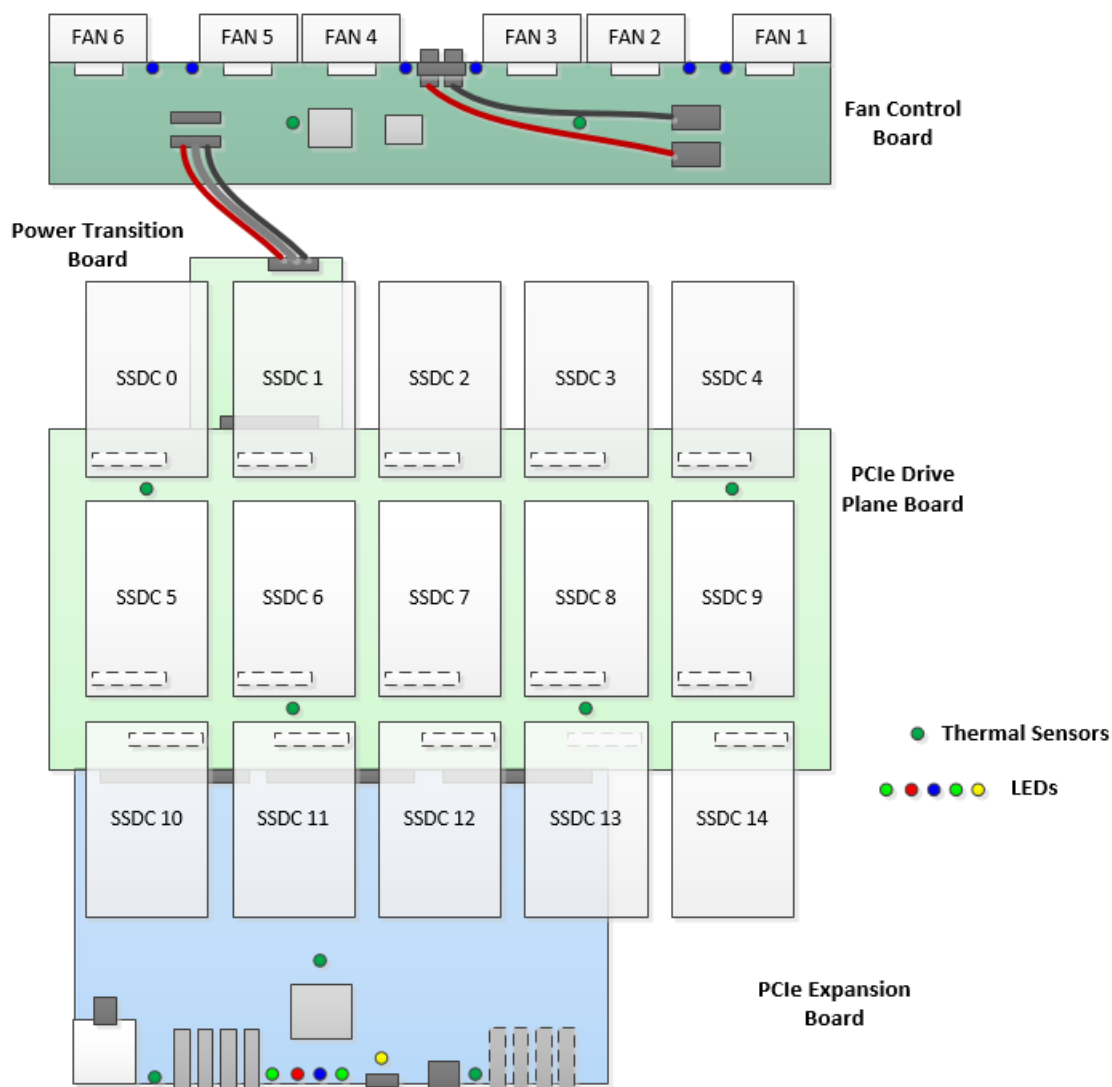 FAN 6
FAN 5
FAN 4
FAN 3
FAN 2
FAN 1
Fan Control
Board
Power Transition
Board
SSDC 0
SSDC 1
SSDC 2
SSDC 3
SSDC 4
PCIe Drive
Plane Board
SSDC 5
SSDC 6
SSDC 7
SSDC 8
SSDC 9
Thermal Sensors
LEDs
SSDC 10
SSDC 11
SSDC 12
SSDC 13
SSDC 14
PCIe Expansion
Board